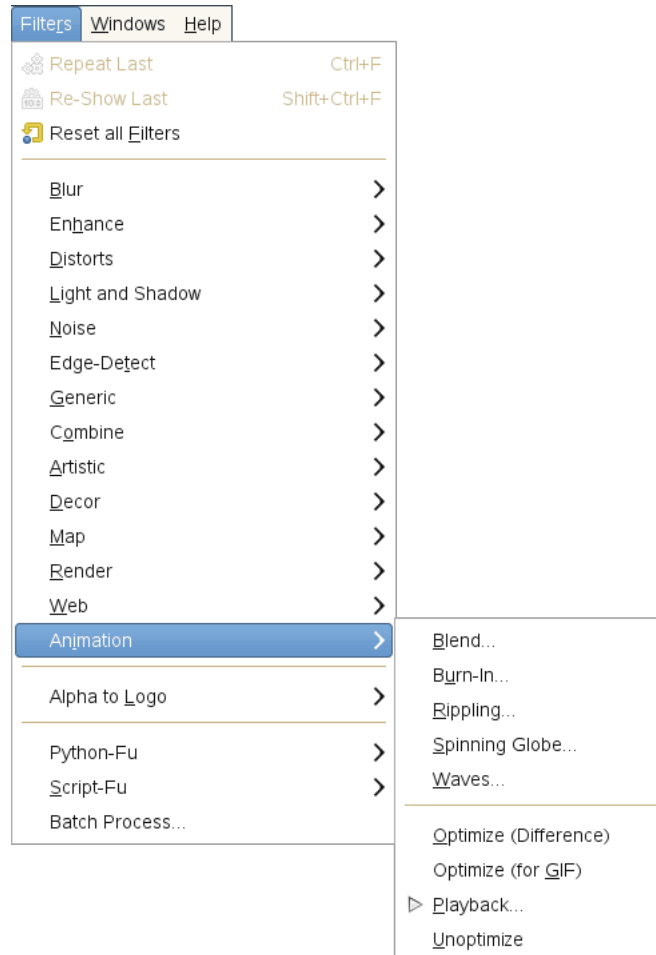 Filters Windows Help
Repeat Last Ctrl+F
Re-Show Last Shift+Ctrl+F
Reset all Filters
Blur
Enhance
Distorts
Light and Shadow
Noise
Edge-Detect
Generic
Combine
Artistic
Decor
Map
Render
Web
Animation
Alpha to Logo
Python-Fu
Script-Fu
Batch Process...
Blend...
Burn-In...
Rippling...
Spinning Globe...
Waves...
Optimize (Difference)
Optimize (for GIF)
Playback...
Unoptimize